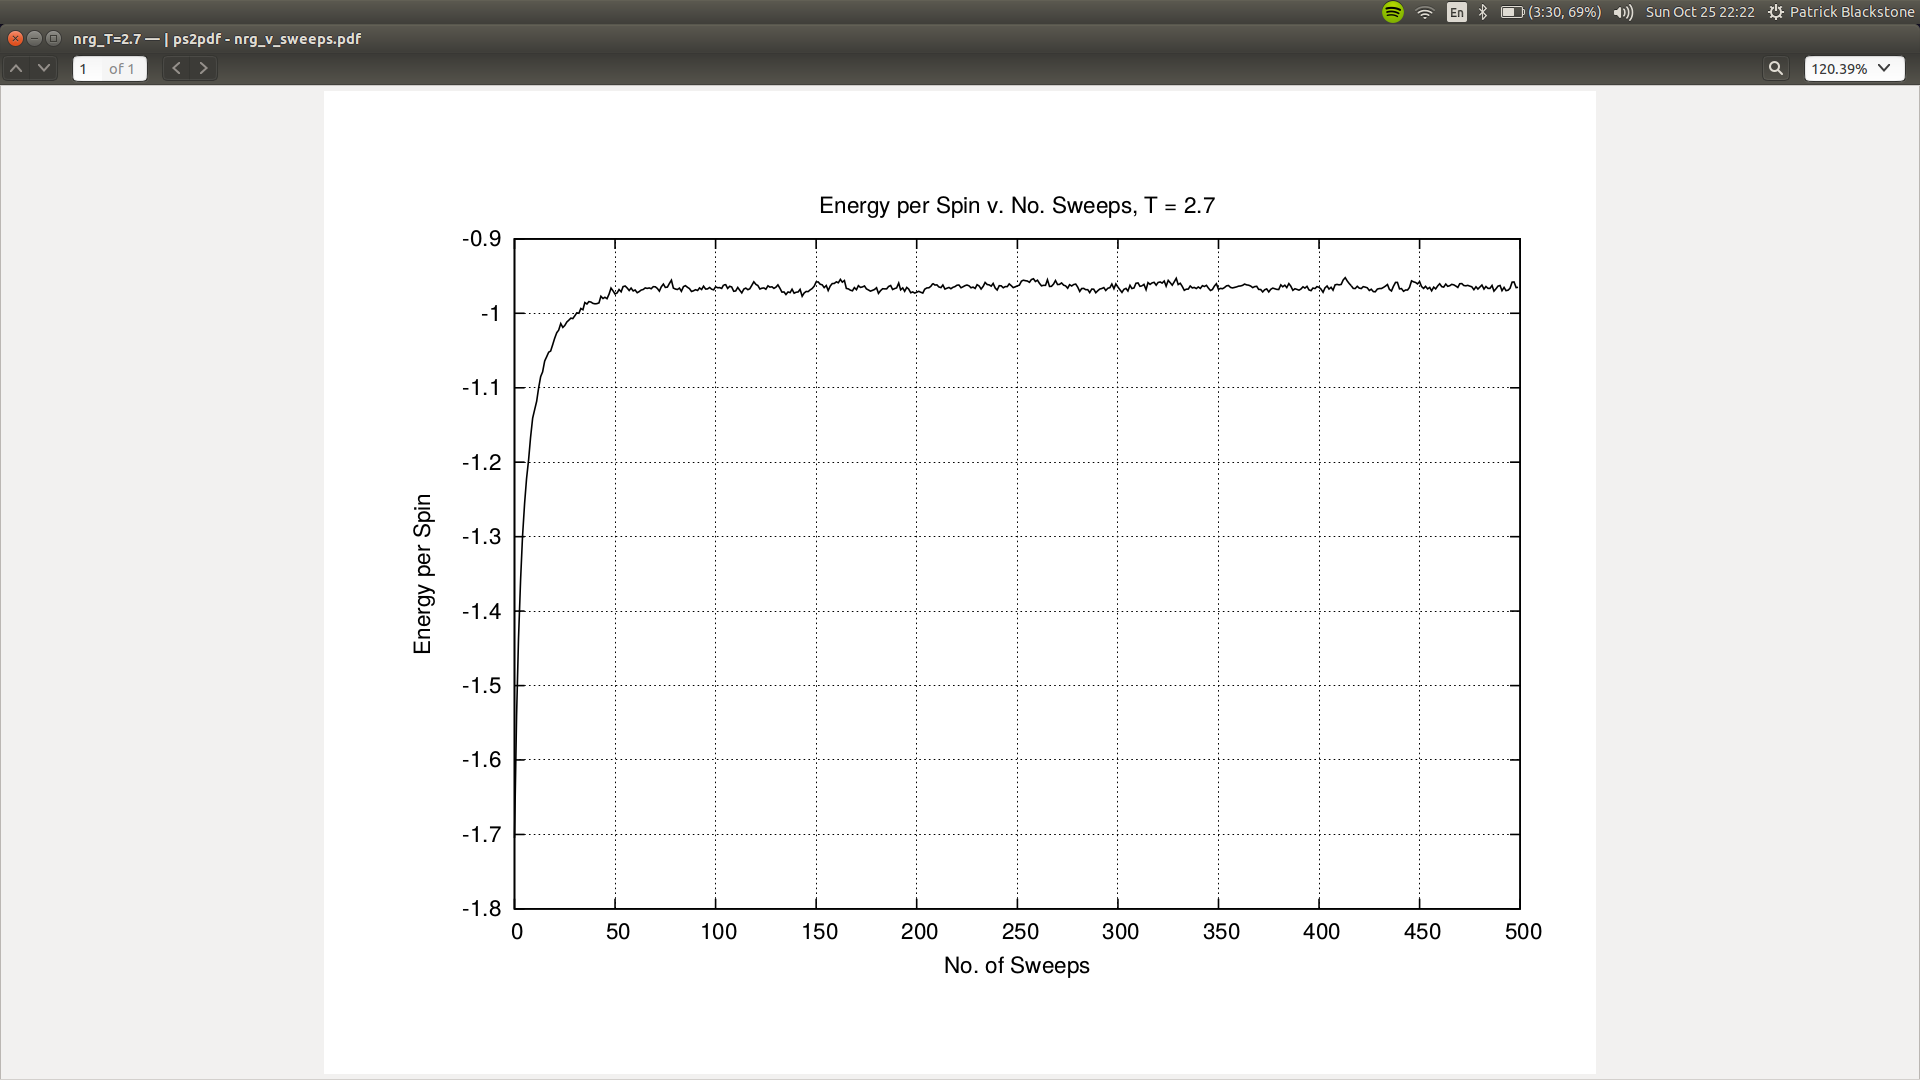 En (3:30, 69%) Sun Oct 25 22:22 Patrick Blackstone
nrg_T=2.7 — | ps2pdf - nrg_v_sweeps.pdf
1 of 1 120.39%
Energy per Spin v. No. Sweeps, T = 2.7
-0.9
-1
-1.1
-1.2
-1.3
-1.4
-1.5
-1.6
-1.7
-1.8
Energy per Spin
0 50 100 150 200 250 300 350 400 450 500
No. of Sweeps